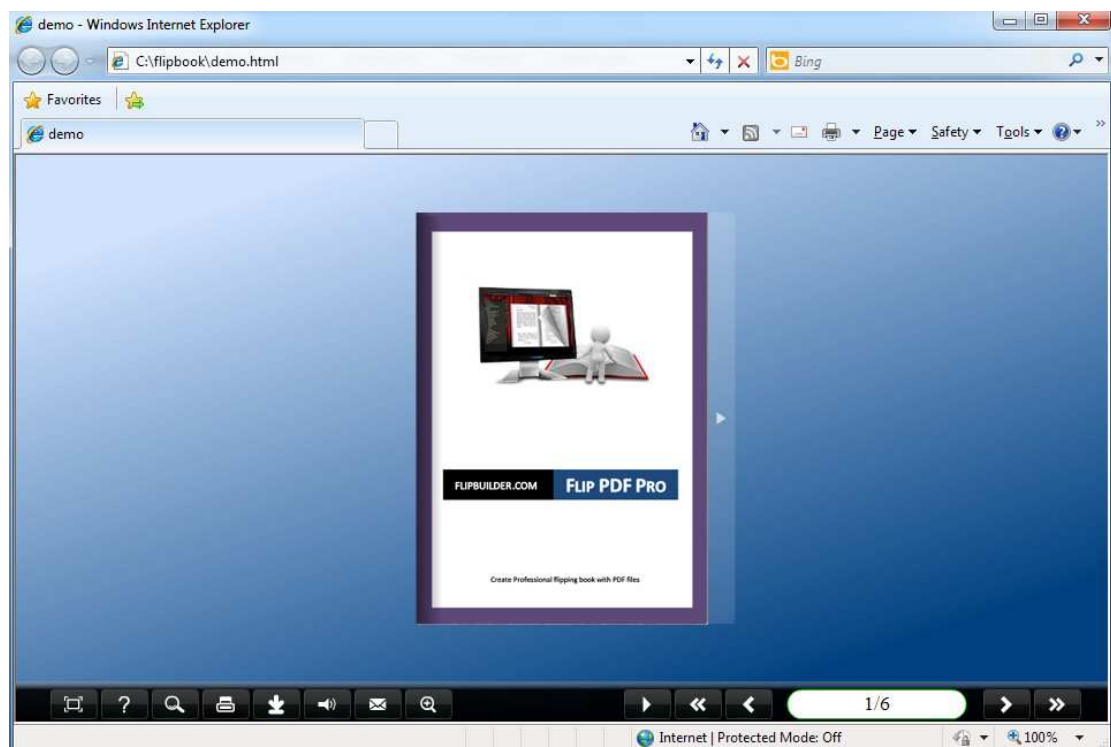 demo - Windows Internet Explorer
C:\flipbook\demo.html
Bing
Favorites
demo
Page
Safety
Tools
»
FLIPBUILDER.COM FLIP PDF PRO
Create Professional flipping book with PDF files
? 1/6
Internet | Protected Mode: Off
100%